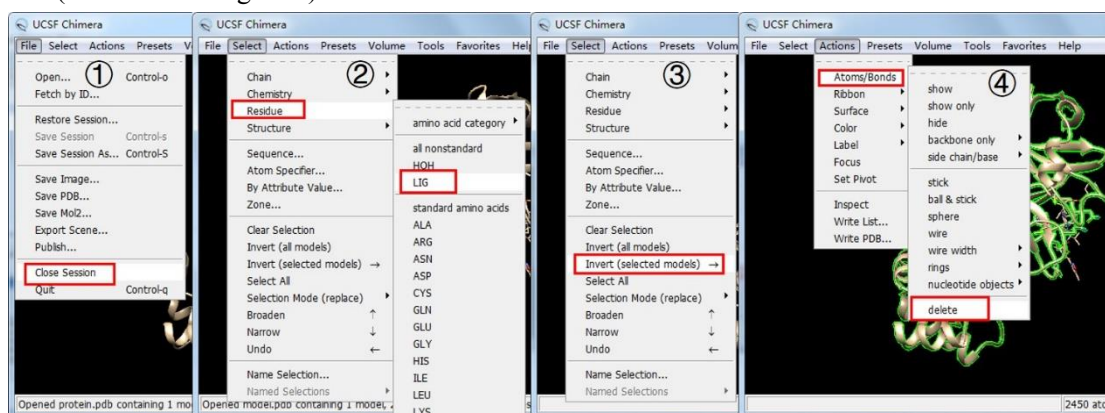 UCSF Chimera
File Select Actions Presets
①
Open... Control-o
Fetch by ID...
Restore Session...
Save Session Control-s
Save Session As... Control-S
Save Image...
Save PDB...
Save Mol2...
Export Scene...
Publish...
Close Session
Quit Control-q
Opened protein.pdb containing 1
UCSF Chimera
File Select Actions Presets Volume Tools Favorites
②
Chain
Chemistry
Residue
Structure
Sequence...
Atom Specifier...
By Attribute Value...
Zone...
Clear Selection
Invert (all models)
Invert (selected models) →
Select All
Selection Mode (replace)
Broaden ↑
Narrow ↓
Undo ←
Name Selection...
Named Selections
amino acid category
all nonstandard
HOH
LIG
standard amino acids
ALA
ARG
ASN
ASP
CYS
GLN
GLU
GLY
HIS
ILE
LEU
LYS
Opened model.pdb containing 1 model,
UCSF Chimera
File Select Actions Presets
③
Chain
Chemistry
Residue
Structure
Sequence...
Atom Specifier...
By Attribute Value...
Zone...
Clear Selection
Invert (all models)
Invert (selected models) →
Select All
Selection Mode (replace)
Broaden ↑
Narrow ↓
Undo ←
Name Selection...
Named Selections
UCSF Chimera
File Select Actions Presets Volume Tools Favorites Help
④
Atoms/Bonds
Ribbon
Surface
Color
Label
Focus
Set Pivot
Inspect
Write List...
Write PDB...
show
show only
hide
backbone only
side chain/base
stick
ball & stick
sphere
wire
wire width
rings
nucleotide objects
delete